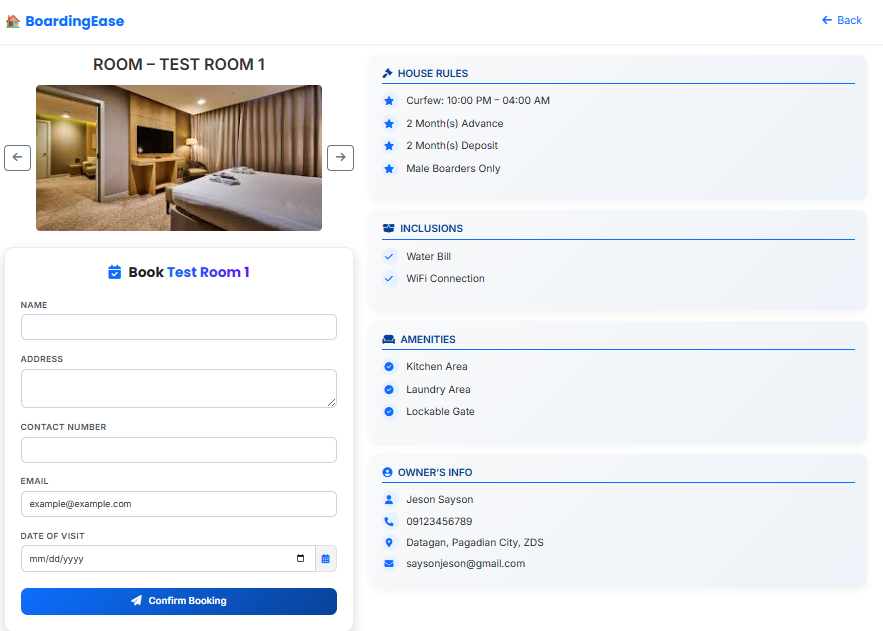 BoardingEase
Back
ROOM – TEST ROOM 1
Book Test Room 1
NAME
ADDRESS
CONTACT NUMBER
EMAIL
example@example.com
DATE OF VISIT
mm/dd/yyyy
Confirm Booking
HOUSE RULES
Curfew: 10:00 PM – 04:00 AM
2 Month(s) Advance
2 Month(s) Deposit
Male Boarders Only
INCLUSIONS
Water Bill
WiFi Connection
AMENITIES
Kitchen Area
Laundry Area
Lockable Gate
OWNER'S INFO
Jeson Sayson
09123456789
Datagan, Pagadian City, ZDS
saysonjeson@gmail.com